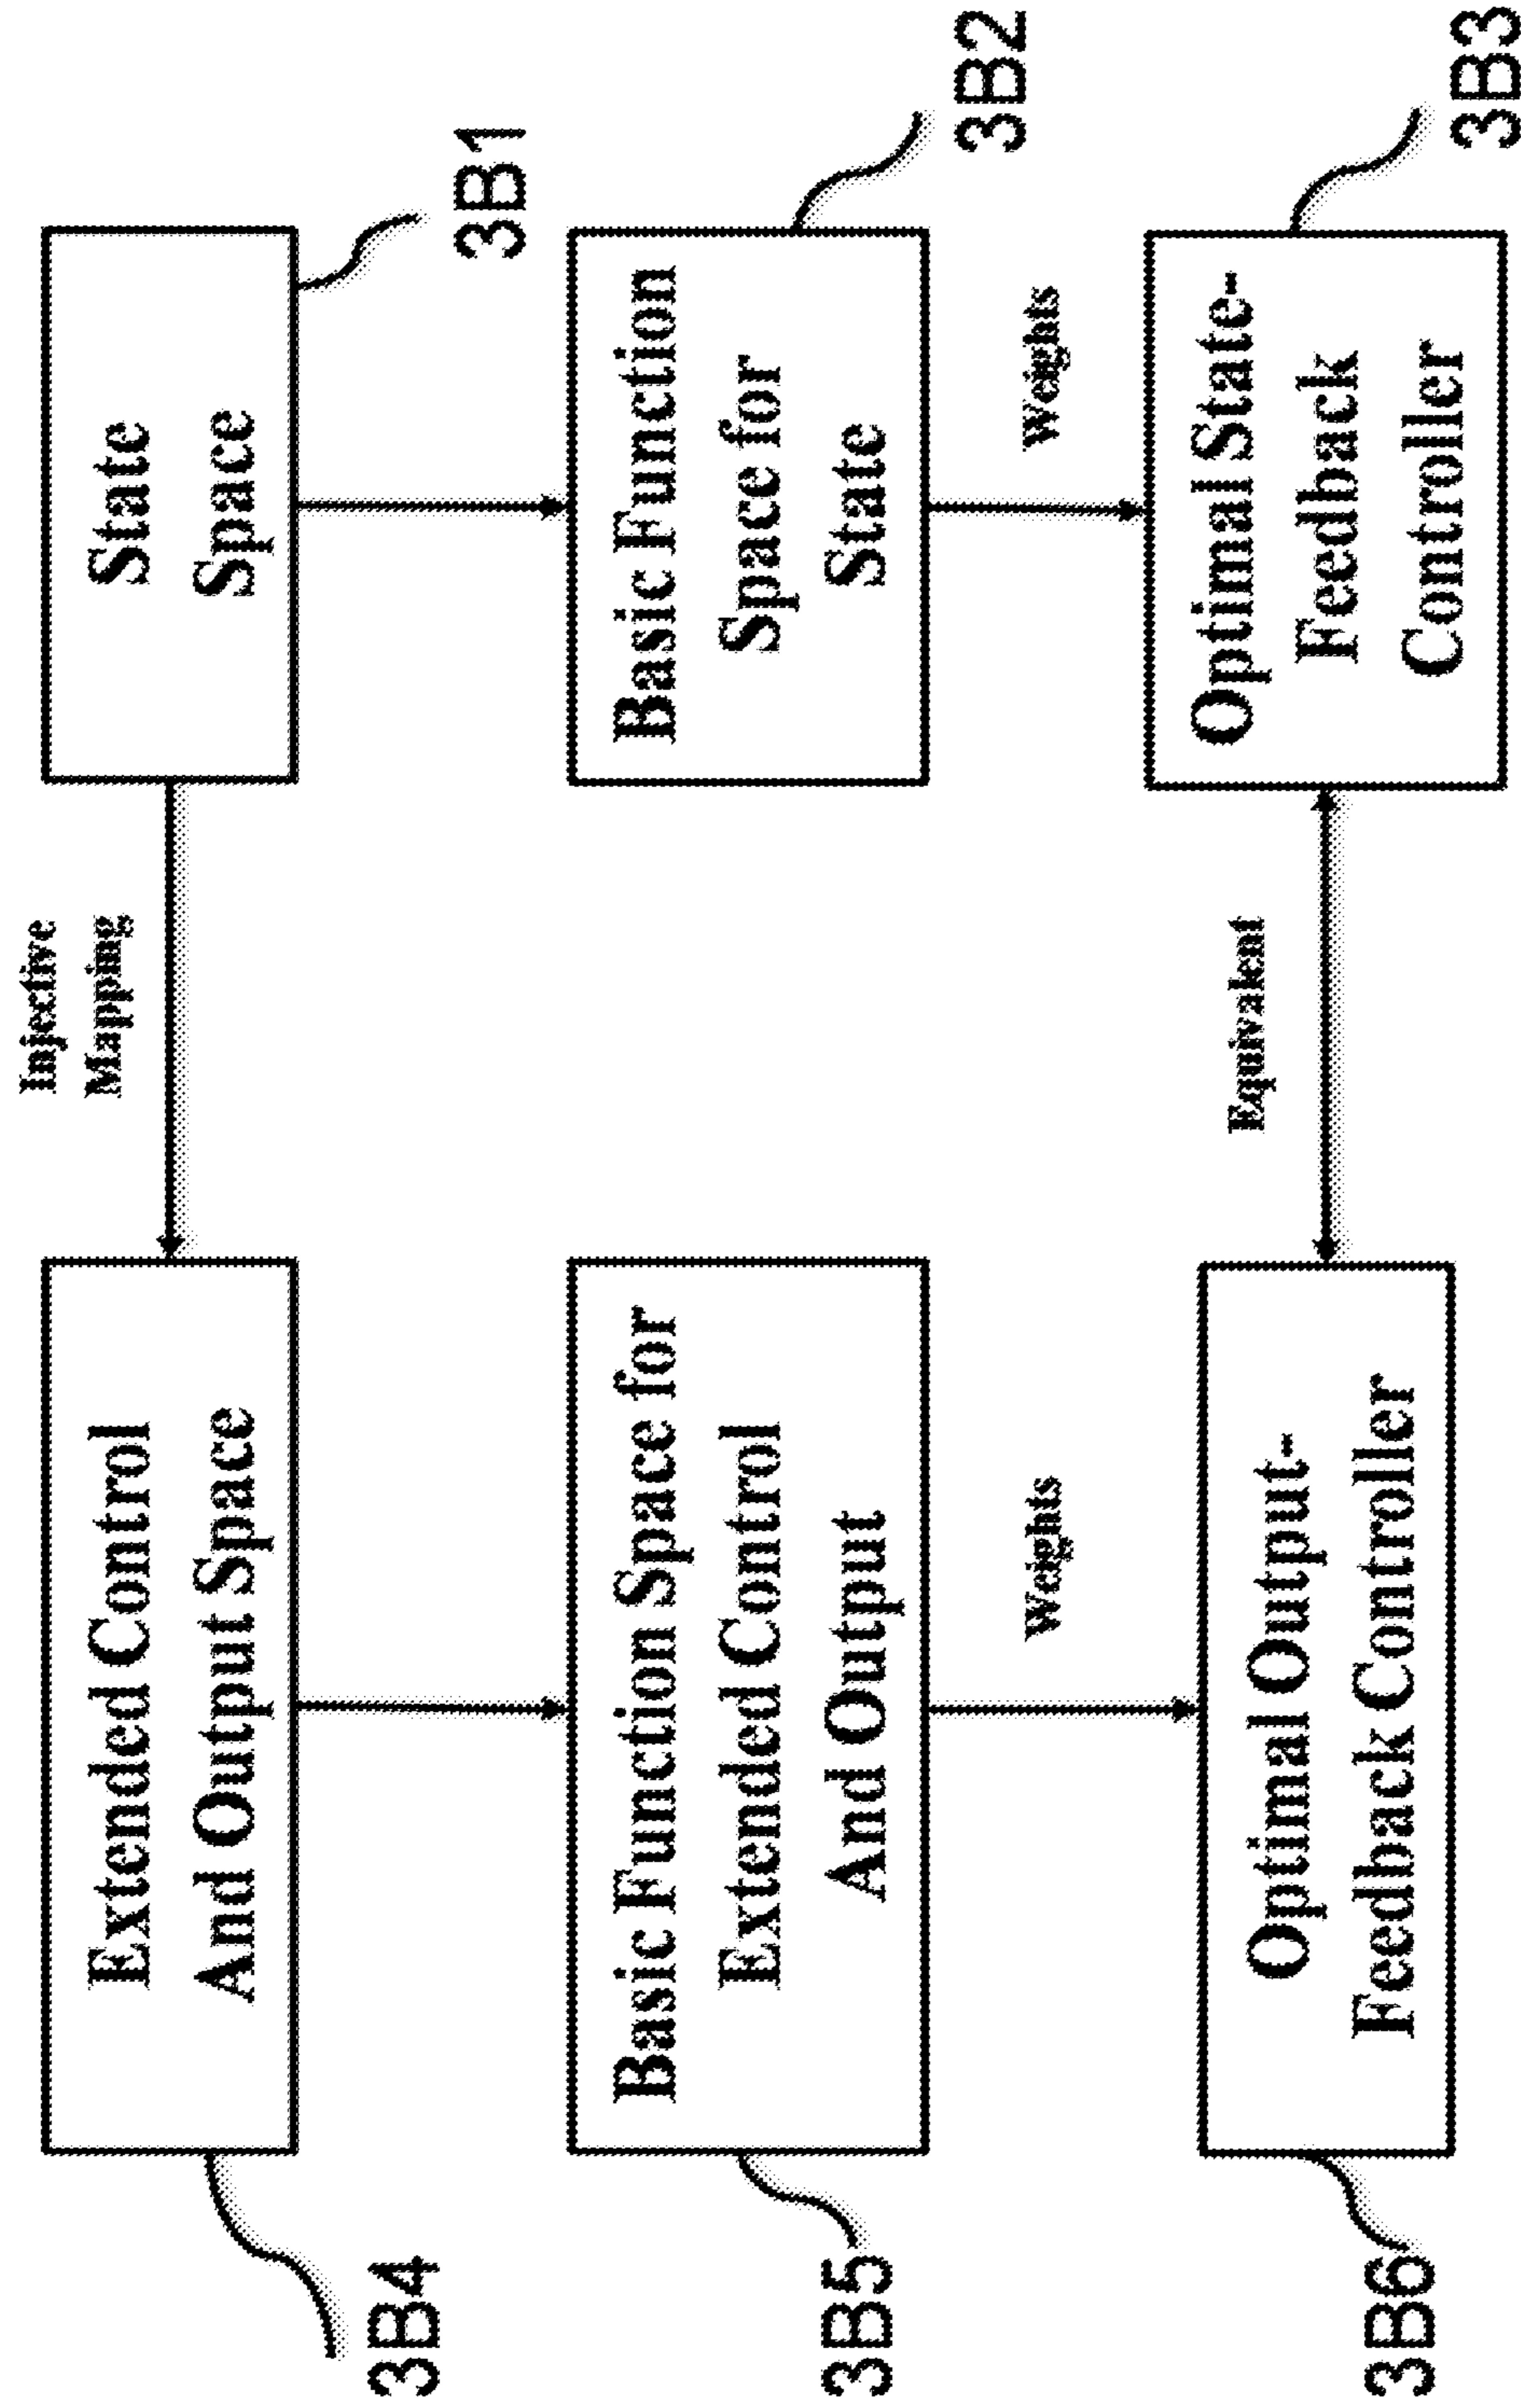 Injective
Mapping
Extended Control
And Output Space
State
Space
3B4
3B1
Basic Function Space for
Extended Control
And Output
Basic Function
Space for
State
3B5
3B2
Weights
Weights
Equivalent
Optimal Output-
Feedback Controller
Optimal State-
Feedback
Controller
3B6
3B3